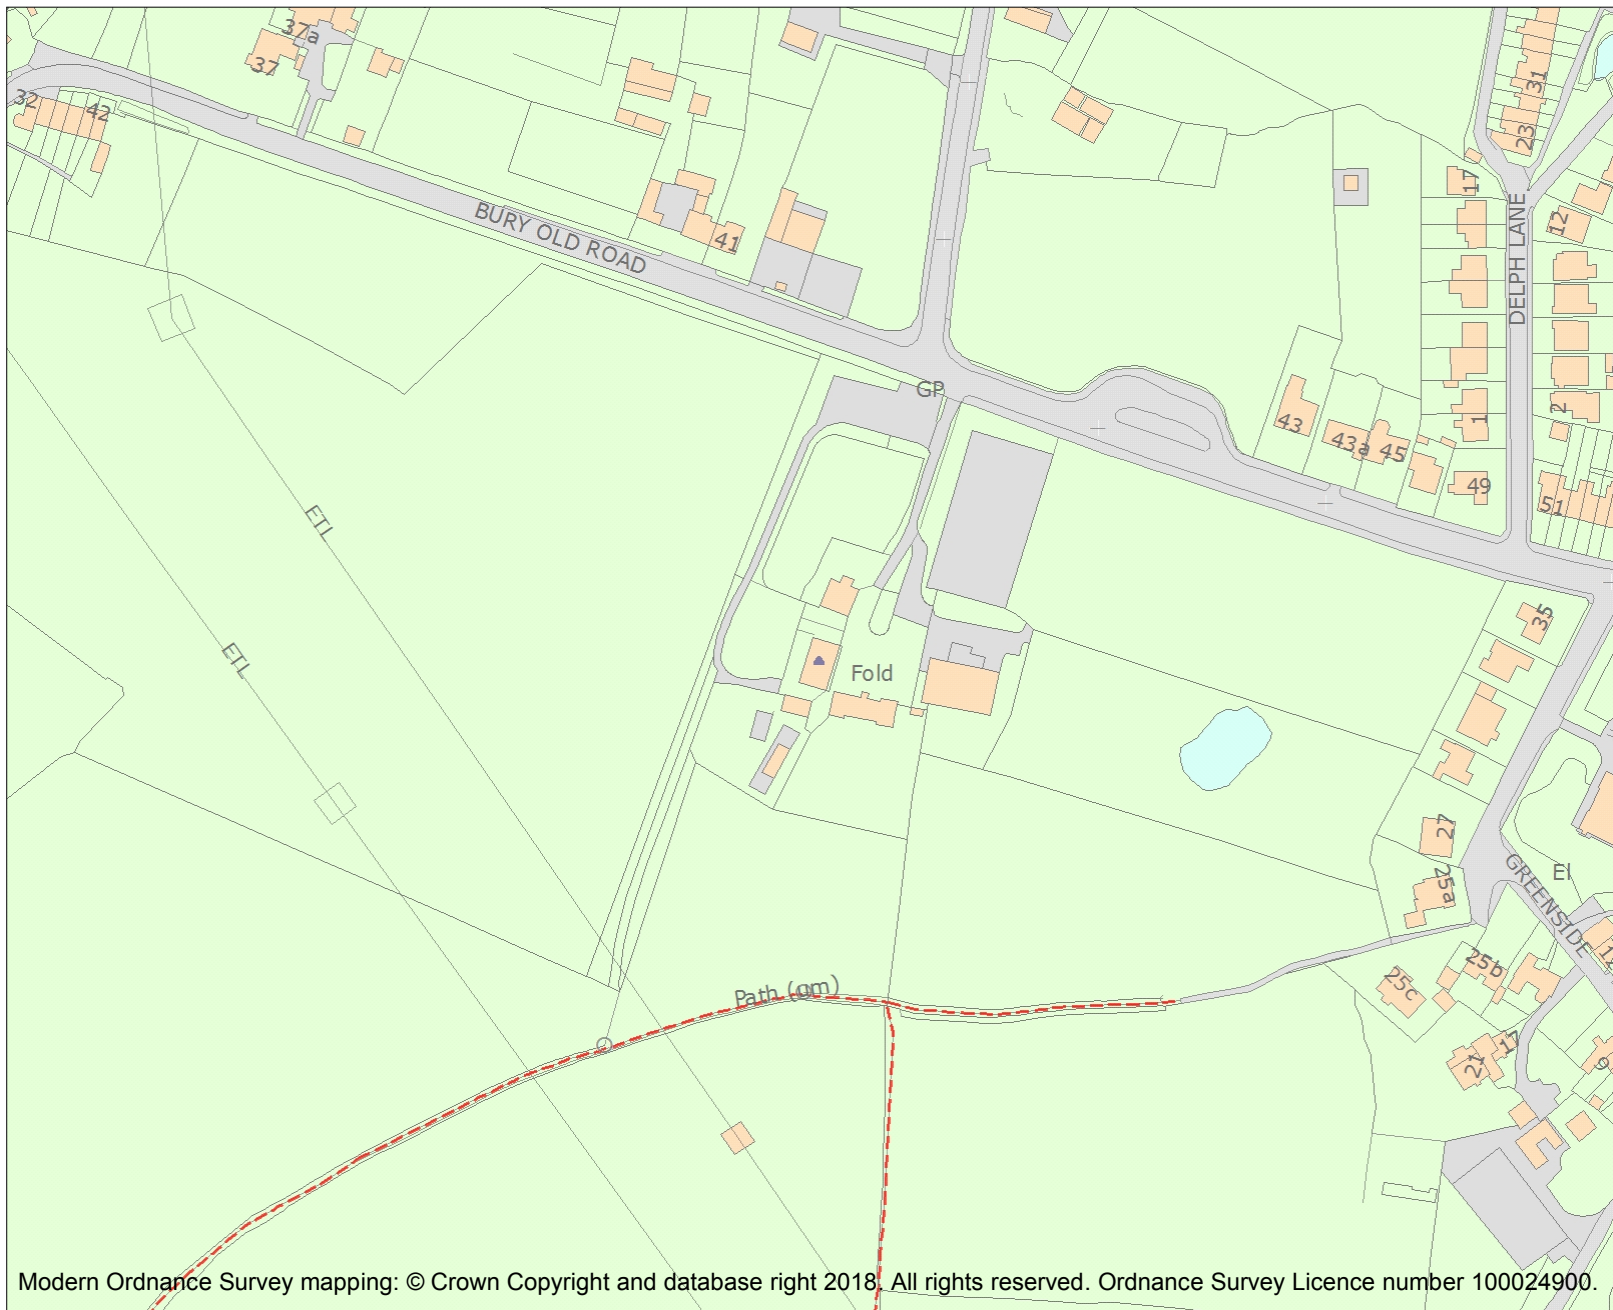 37a
37
32
42
31
23
17
DELPH LANE
12
BURY OLD ROAD
41
GP
43
43a
45
1
2
49
51
ETL
ETL
35
Fold
27
25a
GREENSIDE
El
Path (um)
25b
25c
21
17
9
Modern Ordnance Survey mapping: © Crown Copyright and database right 2018. All rights reserved. Ordnance Survey Licence number 100024900.